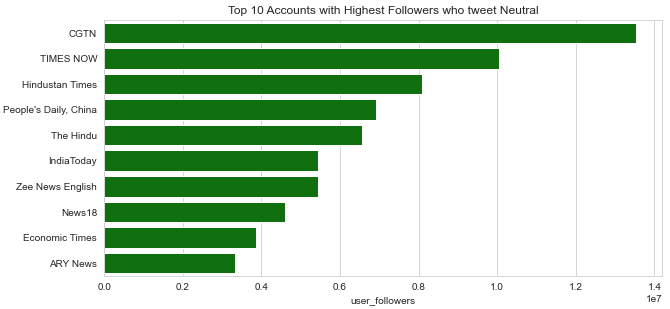 Top 10 Accounts with Highest Followers who tweet Neutral
CGTN
TIMES NOW
Hindustan Times
People's Daily, China
The Hindu
IndiaToday
Zee News English
News18
Economic Times
ARY News
0.0 0.2 0.4 0.6 0.8 1.0 1.2 1.4
1e7
user_followers